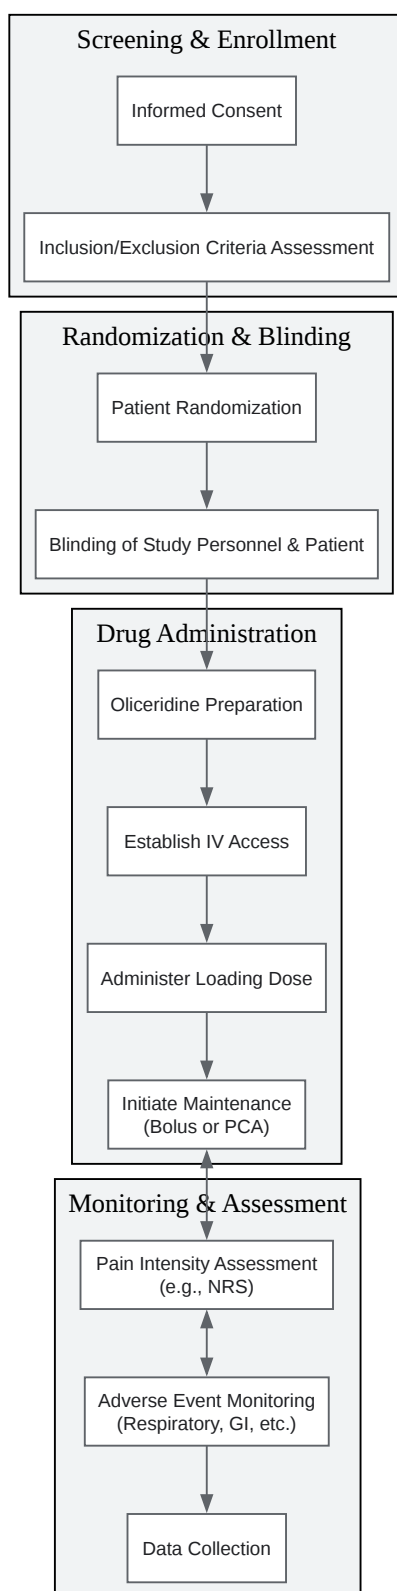 Screening & Enrollment
Informed Consent
Inclusion/Exclusion Criteria Assessment
Randomization & Blinding
Patient Randomization
Blinding of Study Personnel & Patient
Drug Administration
Oliceridine Preparation
Establish IV Access
Administer Loading Dose
Initiate Maintenance
(Bolus or PCA)
Monitoring & Assessment
Pain Intensity Assessment
(e.g., NRS)
Adverse Event Monitoring
(Respiratory, GI, etc.)
Data Collection